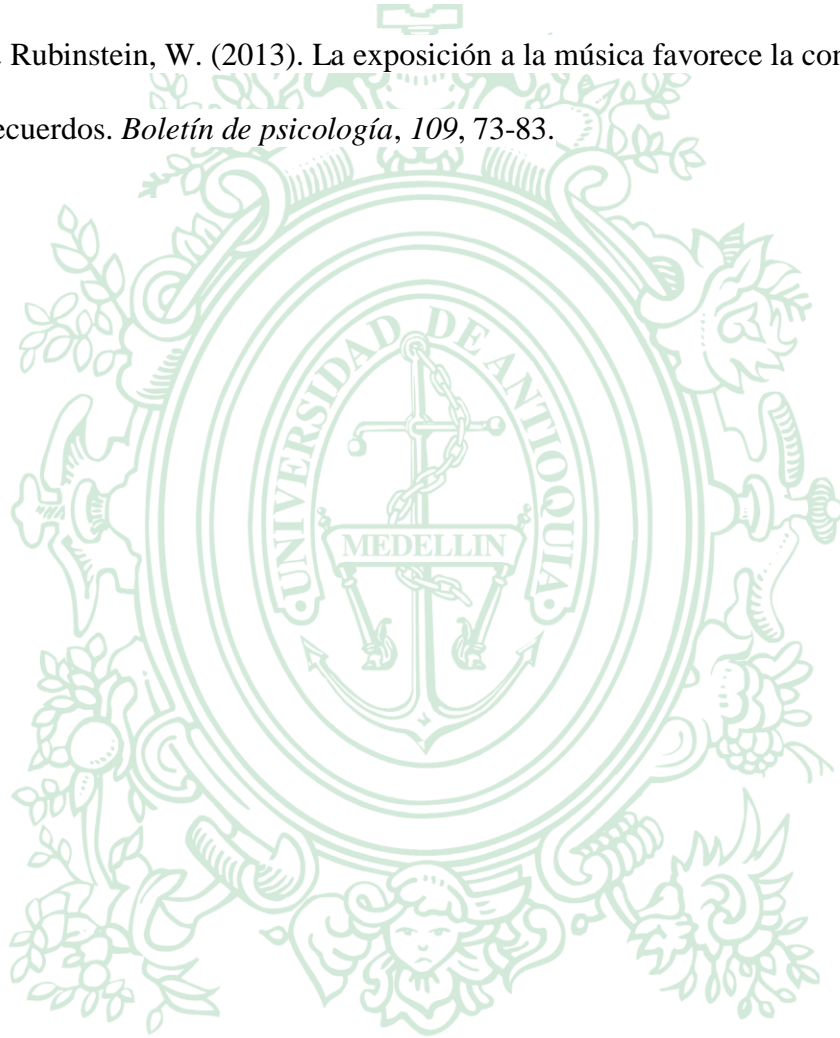 . Rubinstein, W. (2013). La exposición a la música favorece la
ecuerdos. Boletín de psicología, 109, 73-83.
UNIVERSIDAD DE ANTIOQUIA
MEDELLIN